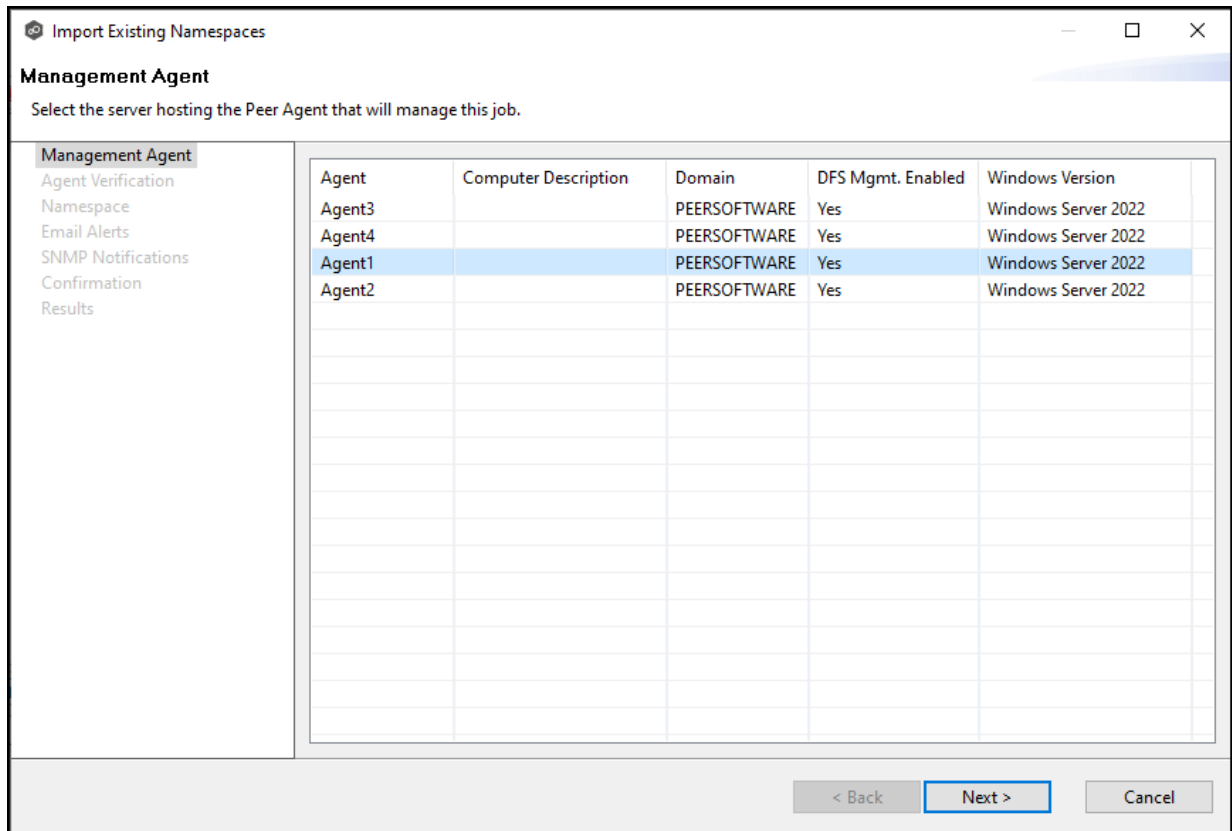 Import Existing Namespaces
Management Agent
Select the server hosting the Peer Agent that will manage this job.
Management Agent
Agent Verification
Namespace
Email Alerts
SNMP Notifications
Confirmation
Results
Agent Computer Description Domain DFS Mgmt. Enabled Windows Version
Agent3 PEERSOFTWARE Yes Windows Server 2022
Agent4 PEERSOFTWARE Yes Windows Server 2022
Agent1 PEERSOFTWARE Yes Windows Server 2022
Agent2 PEERSOFTWARE Yes Windows Server 2022
< Back Next > Cancel